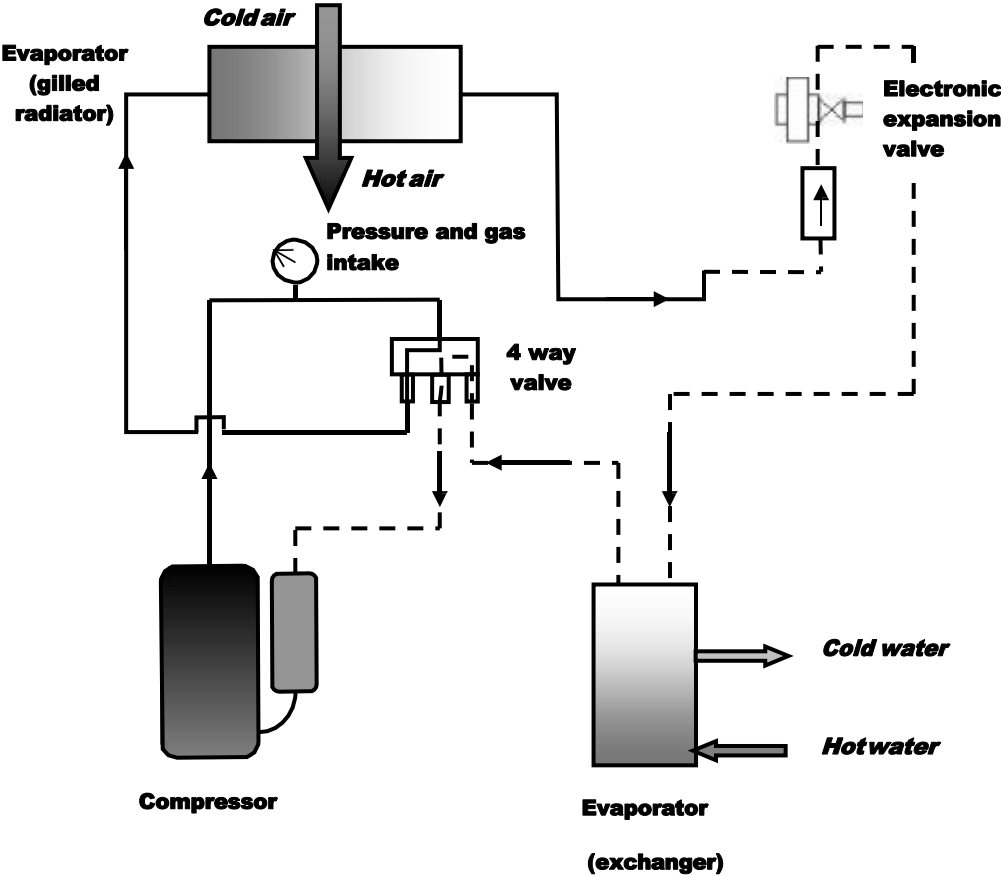 Cold air
Evaporator
(gilled
radiator)
Hot air
Electronic
expansion
valve
Pressure and gas
intake
4 way
valve
Cold water
Hot water
Compressor
Evaporator
(exchanger)